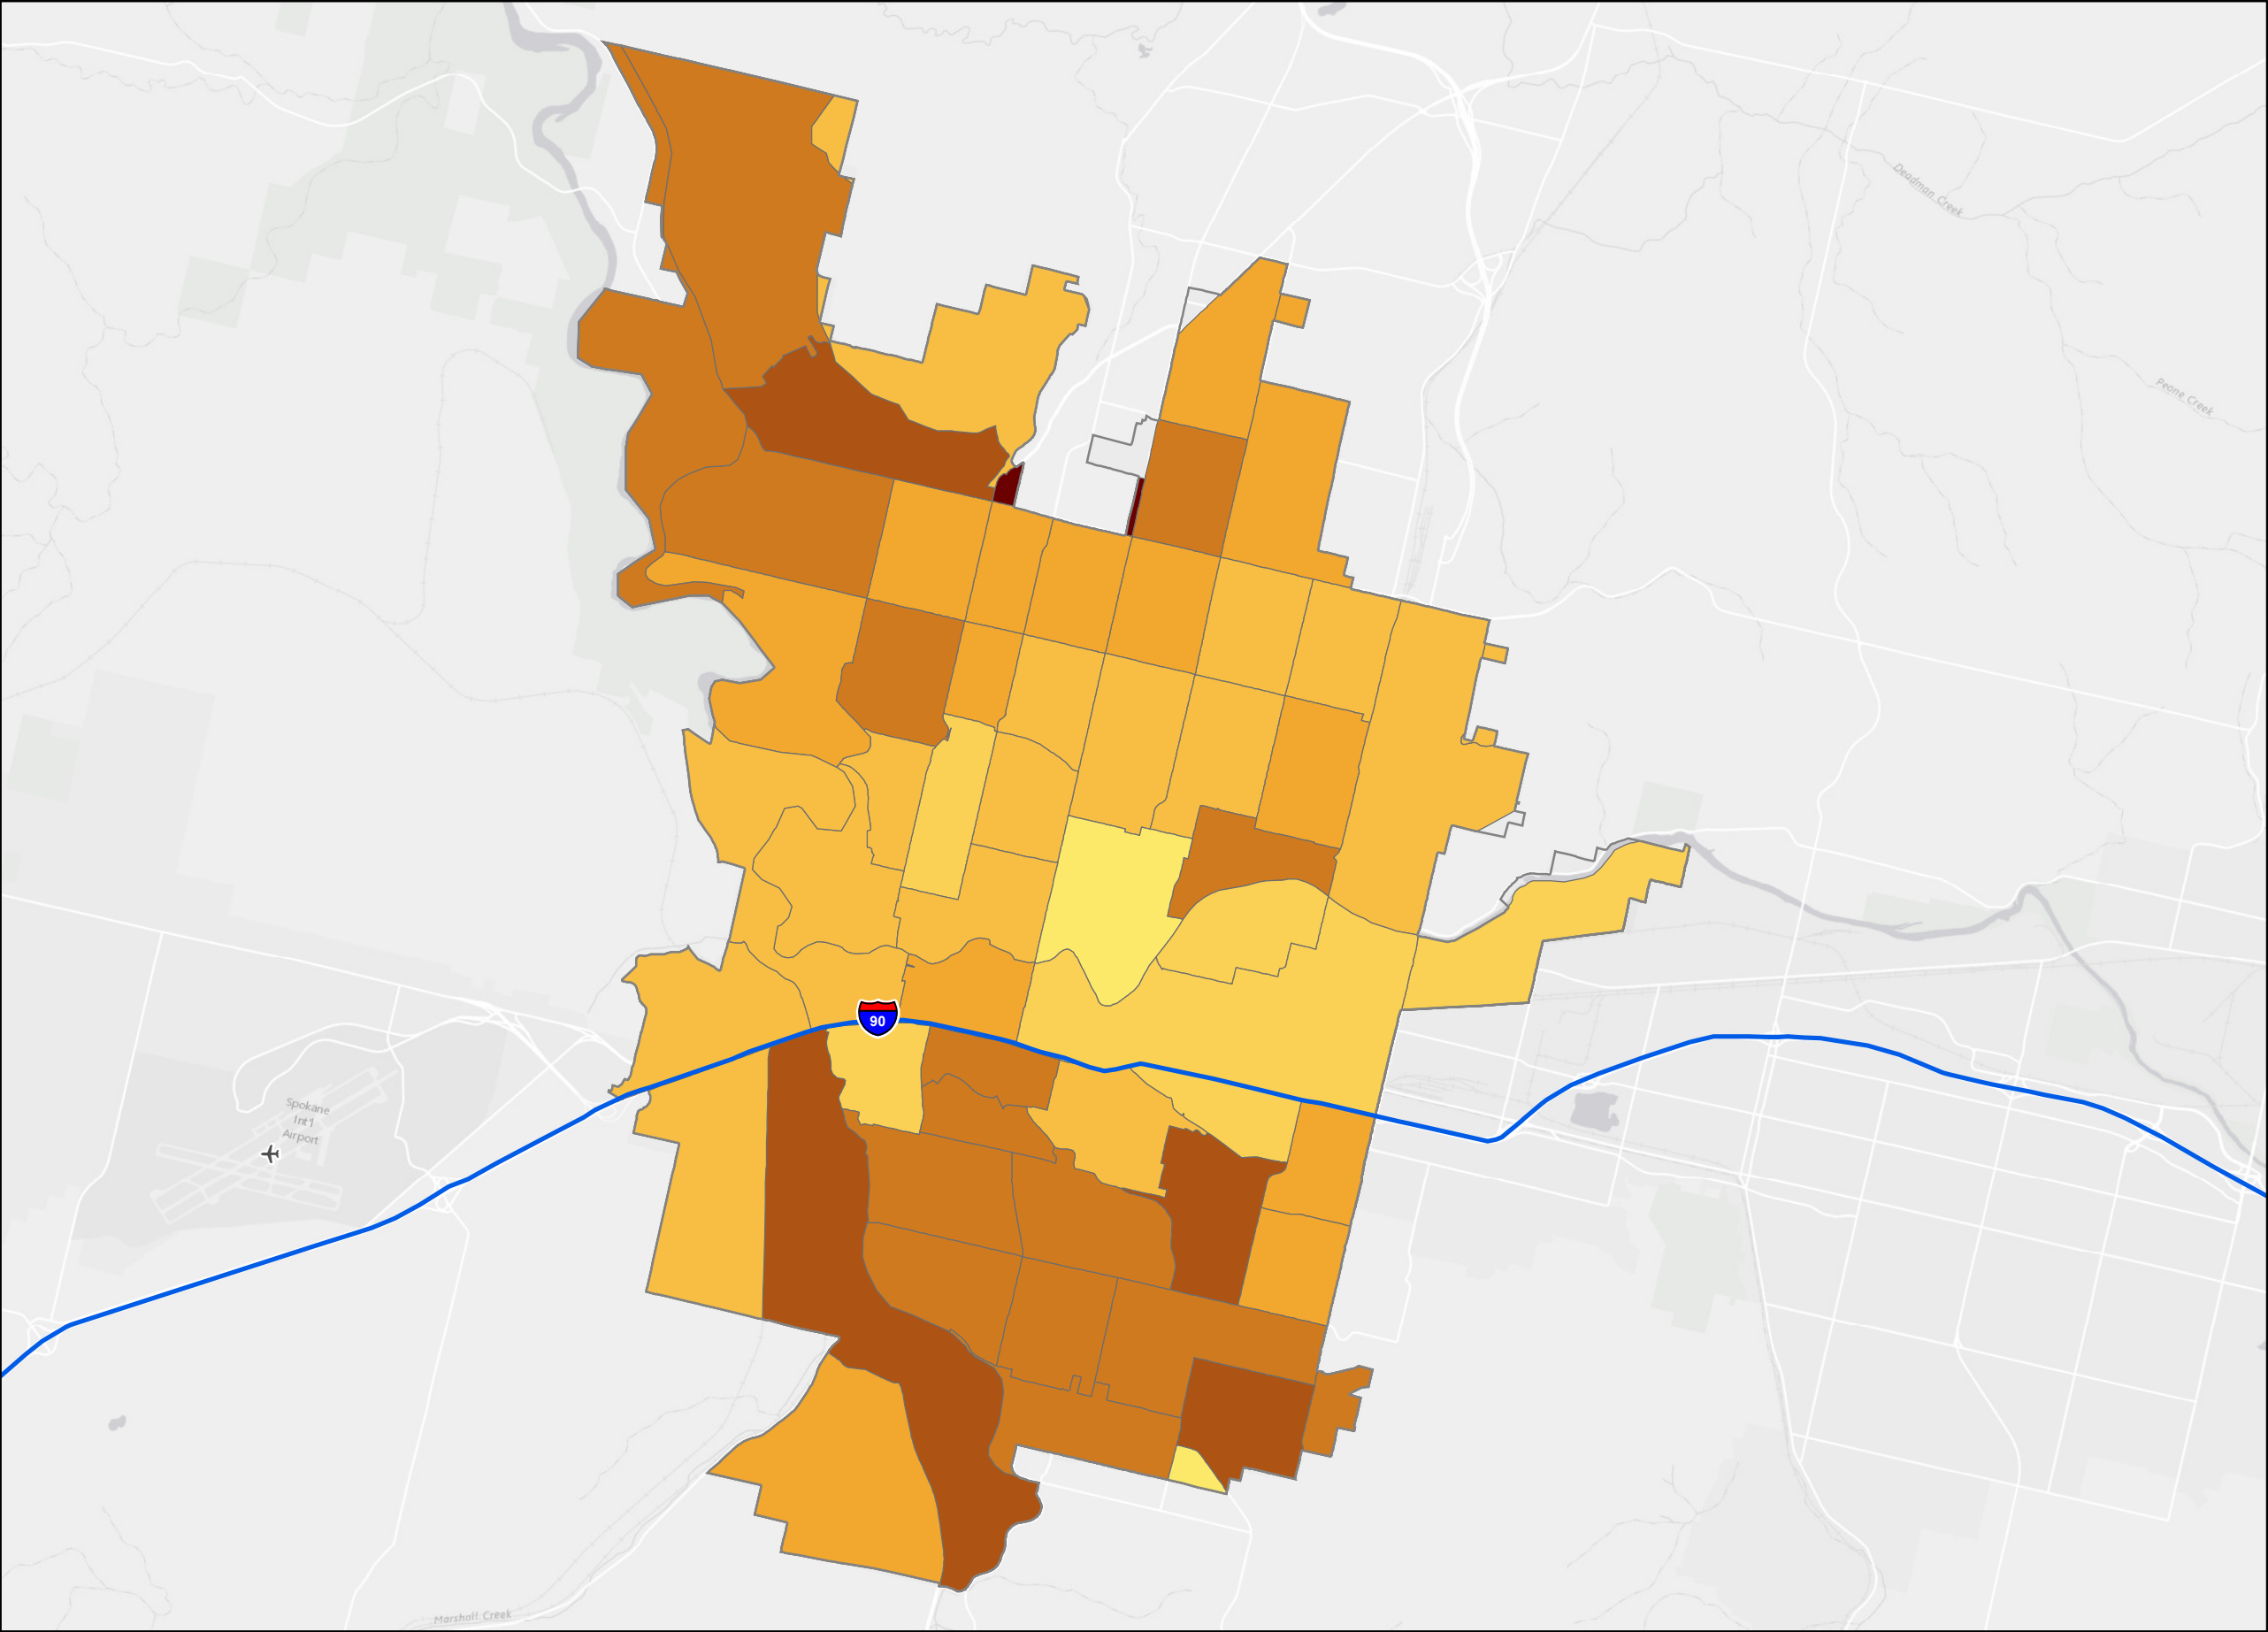 Deadman Creek
Peone Creek
90
Spokane
Int'l
Airport
Marshall Creek